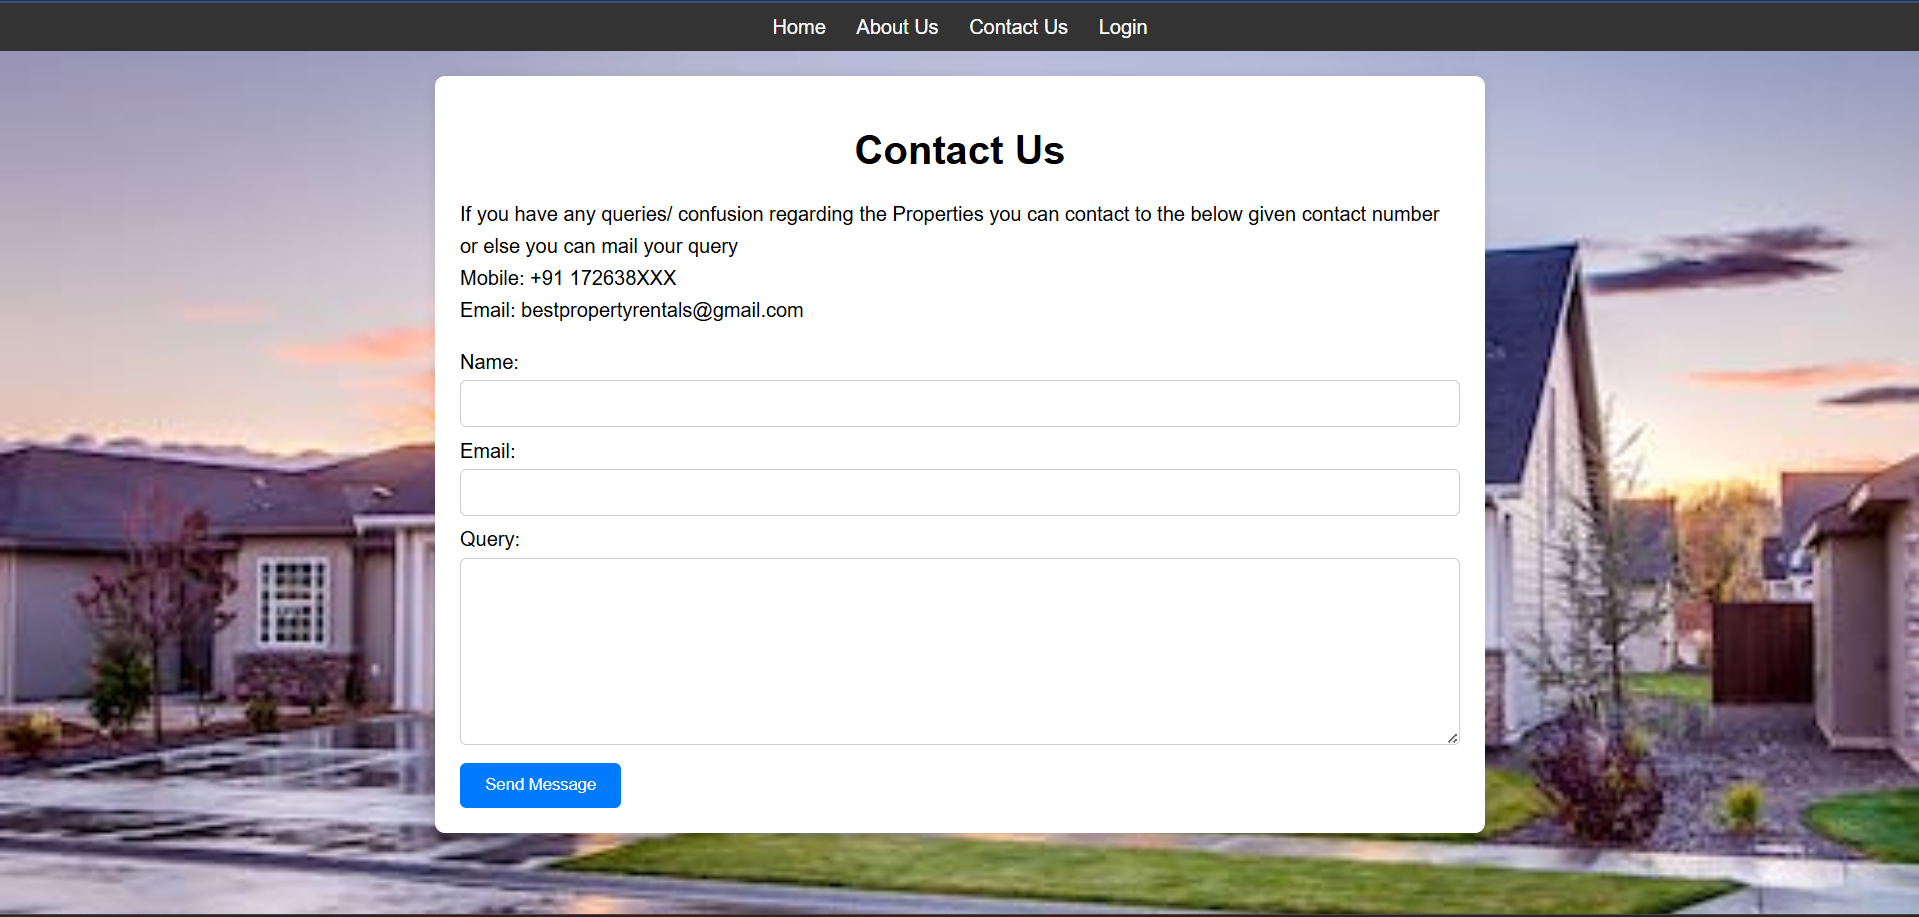 Home About Us Contact Us Login
Contact Us
If you have any queries/ confusion regarding the Properties you can contact to the below given contact number
or else you can mail your query
Mobile: +91 172638XXX
Email: bestpropertyrentals@gmail.com
Name:
Email:
Query:
Send Message